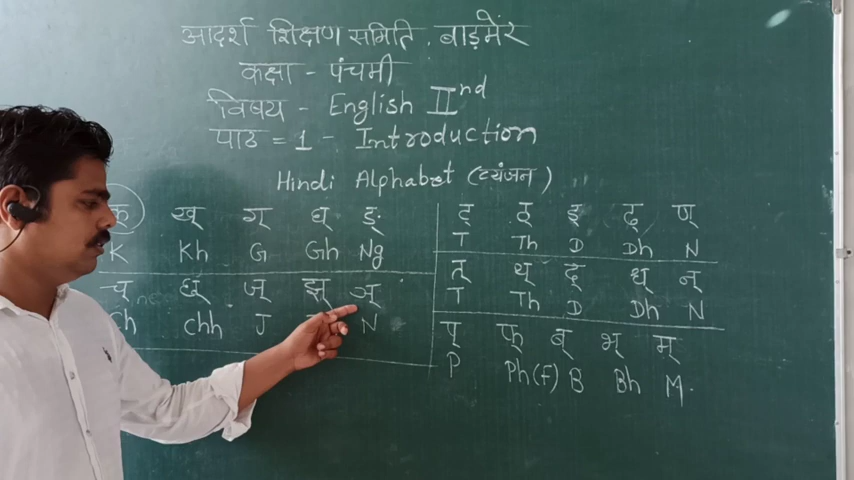 आदर्श शिक्षण समिति, बाड़मेर
कक्षा - पंचमी
विषय - English IInd
पाठ = 1 - Introduction
Hindi Alphabet (व्यंजन)
क् ख् ग् घ् ङ्
K Kh G Gh Ng
च् छ् ज् झ् ञ्
Ch chh J N
ट् ठ् ड् ढ् ण्
T Th D Dh N
त् थ् द् ध् न्
T Th D Dh N
प् फ् ब् भ् म्
P Ph(F) B Bh M